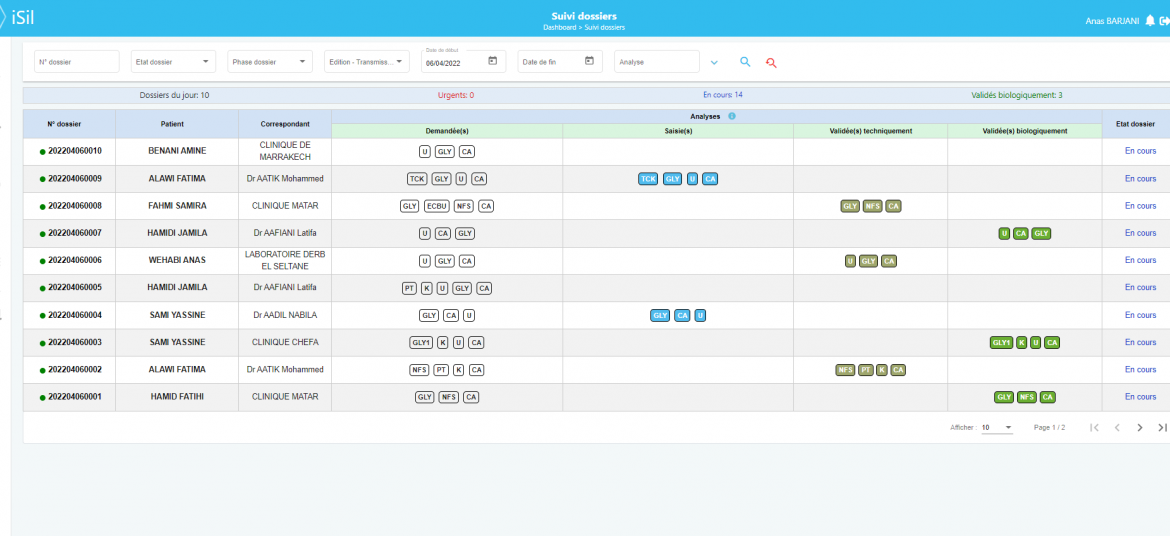 iSil
Suivi dossiers
Dashboard > Suivi dossiers
Anas BARJANI
N° dossier
Etat dossier
Phase dossier
Edition - Transmiss...
Date de début
06/04/2022
Date de fin
Analyse
Dossiers du jour: 10
Urgents: 0
En cours: 14
Validés biologiquement: 3
N° dossier
Patient
Correspondant
Analyses
Etat dossier
Demandée(s)
Saisie(s)
Validée(s) techniquement
Validée(s) biologiquement
202204060010 BENANI AMINE CLINIQUE DE MARRAKECH U GLY CA En cours
202204060009 ALAWI FATIMA Dr AATIK Mohammed TCK GLY U CA TCK GLY U CA En cours
202204060008 FAHMI SAMIRA CLINIQUE MATAR GLY ECBU NFS CA GLY NFS CA En cours
202204060007 HAMIDI JAMILA Dr AAFIANI Latifa U CA GLY U CA GLY En cours
202204060006 WEHABI ANAS LABORATOIRE DERB EL SELTANE U GLY CA U GLY CA En cours
202204060005 HAMIDI JAMILA Dr AAFIANI Latifa PT K U GLY CA En cours
202204060004 SAMI YASSINE Dr AADIL NABILA GLY CA U GLY CA U En cours
202204060003 SAMI YASSINE CLINIQUE CHEFA GLY1 K U CA GLY1 K U CA En cours
202204060002 ALAWI FATIMA Dr AATIK Mohammed NFS PT K CA NFS PT K CA En cours
202204060001 HAMID FATIHI CLINIQUE MATAR GLY NFS CA GLY NFS CA En cours
Afficher : 10 Page 1 / 2